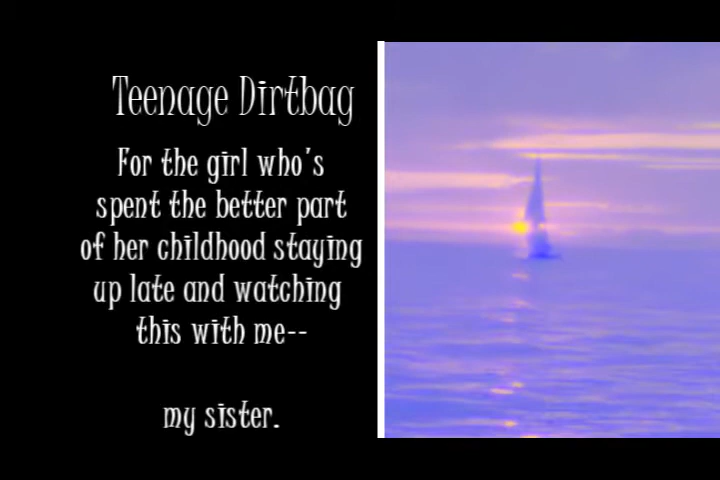 Teenage Dirtbag
For the girl who's
spent the better part
of her childhood staying
up late and watching
this with me--
my sister.